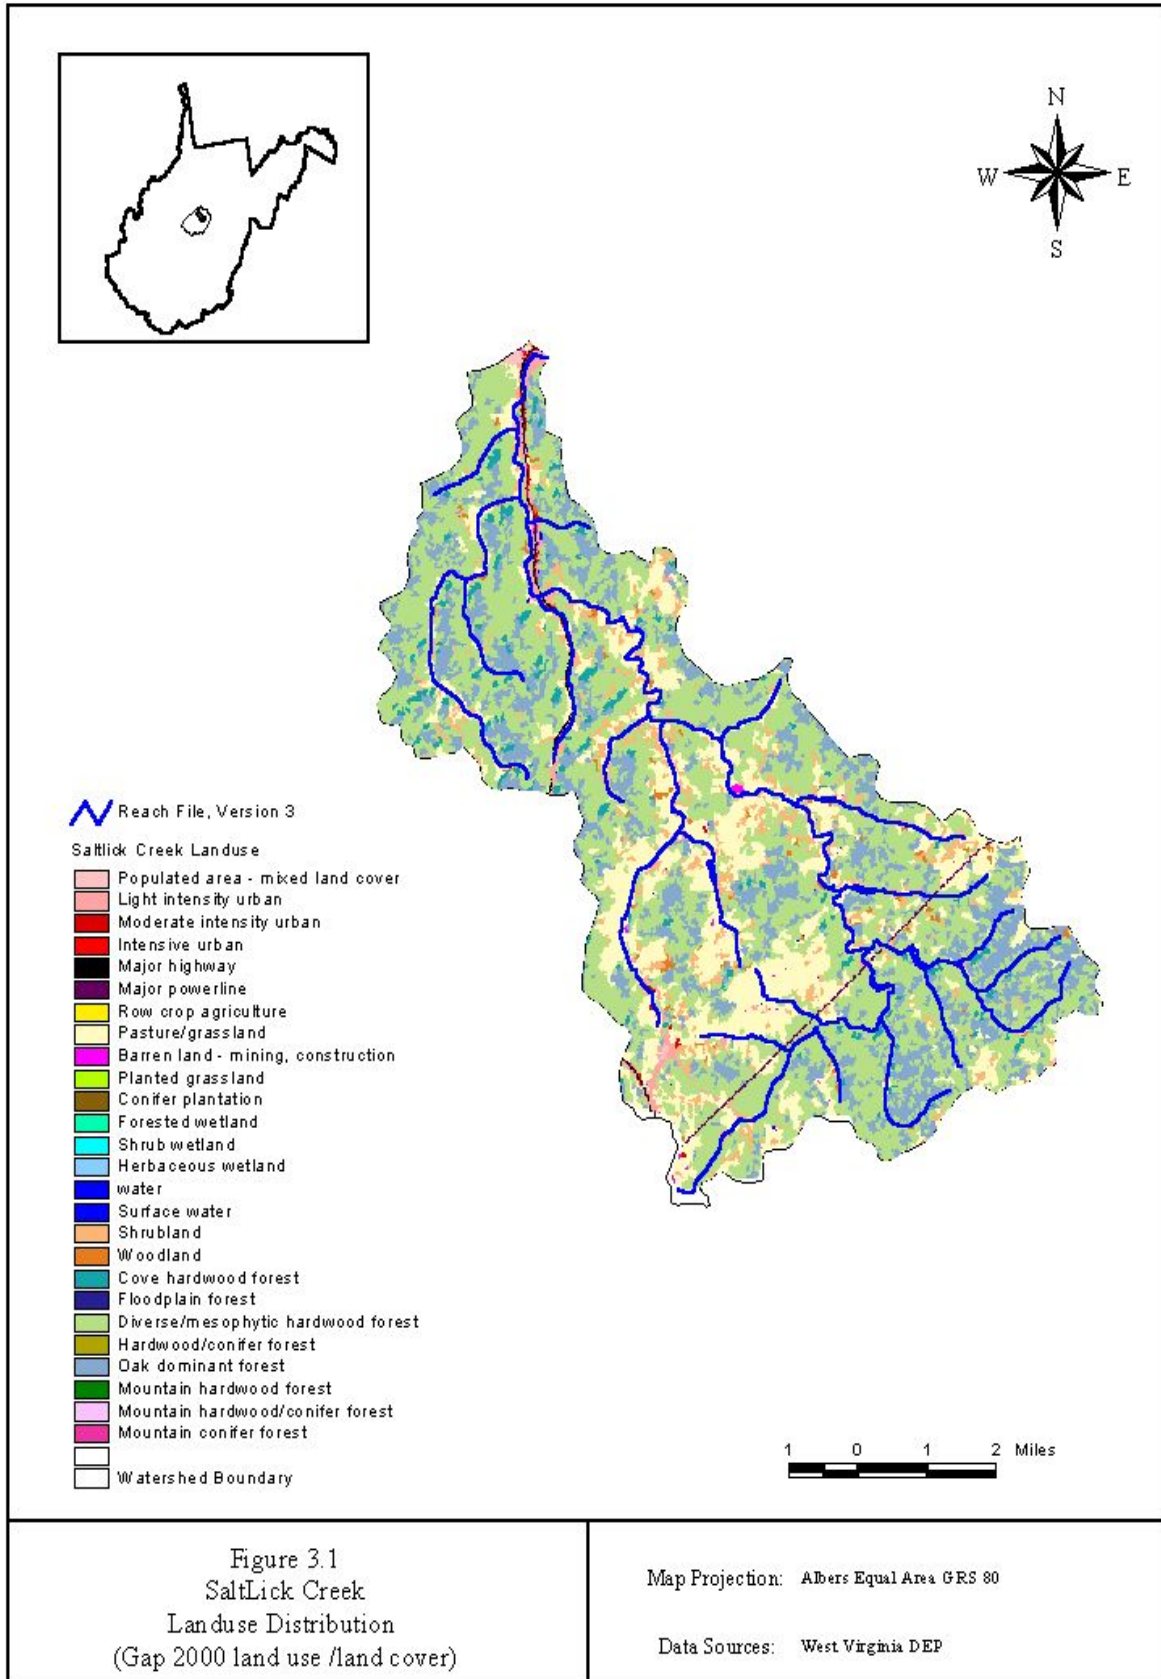 N
W E
S
Reach File, Version 3
Saltlick Creek Landuse
Populated area - mixed land cover
Light intensity urban
Moderate intensity urban
Intensive urban
Major highway
Major powerline
Row crop agriculture
Pasture/grassland
Barren land - mining, construction
Planted grassland
Conifer plantation
Forested wetland
Shrub wetland
Herbaceous wetland
water
Surface water
Shrubland
Woodland
Cove hardwood forest
Floodplain forest
Diverse/mesophytic hardwood forest
Hardwood/conifer forest
Oak dominant forest
Mountain hardwood forest
Mountain hardwood/conifer forest
Mountain conifer forest
Watershed Boundary
1 0 1 2 Miles
Figure 3.1
SaltLick Creek
Landuse Distribution
(Gap 2000 land use /land cover)
Map Projection: Albers Equal Area GRS 80
Data Sources: West Virginia DEP